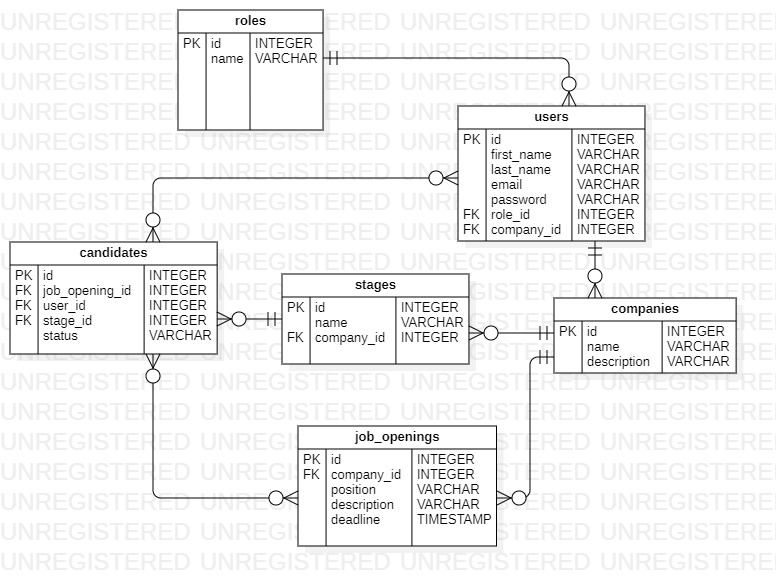 UNREGISTERED UNREGISTERED UNREGISTERED UNREGISTERED
roles
PK id INTEGER
name VARCHAR
users
PK id INTEGER
first_name VARCHAR
last_name VARCHAR
email VARCHAR
password VARCHAR
FK role_id INTEGER
FK company_id INTEGER
candidates
PK id INTEGER
FK job_opening_id INTEGER
FK user_id INTEGER
FK stage_id INTEGER
status VARCHAR
stages
PK id INTEGER
name VARCHAR
FK company_id INTEGER
companies
PK id INTEGER
name VARCHAR
description VARCHAR
job_openings
PK id INTEGER
FK company_id INTEGER
position VARCHAR
description VARCHAR
deadline TIMESTAMP